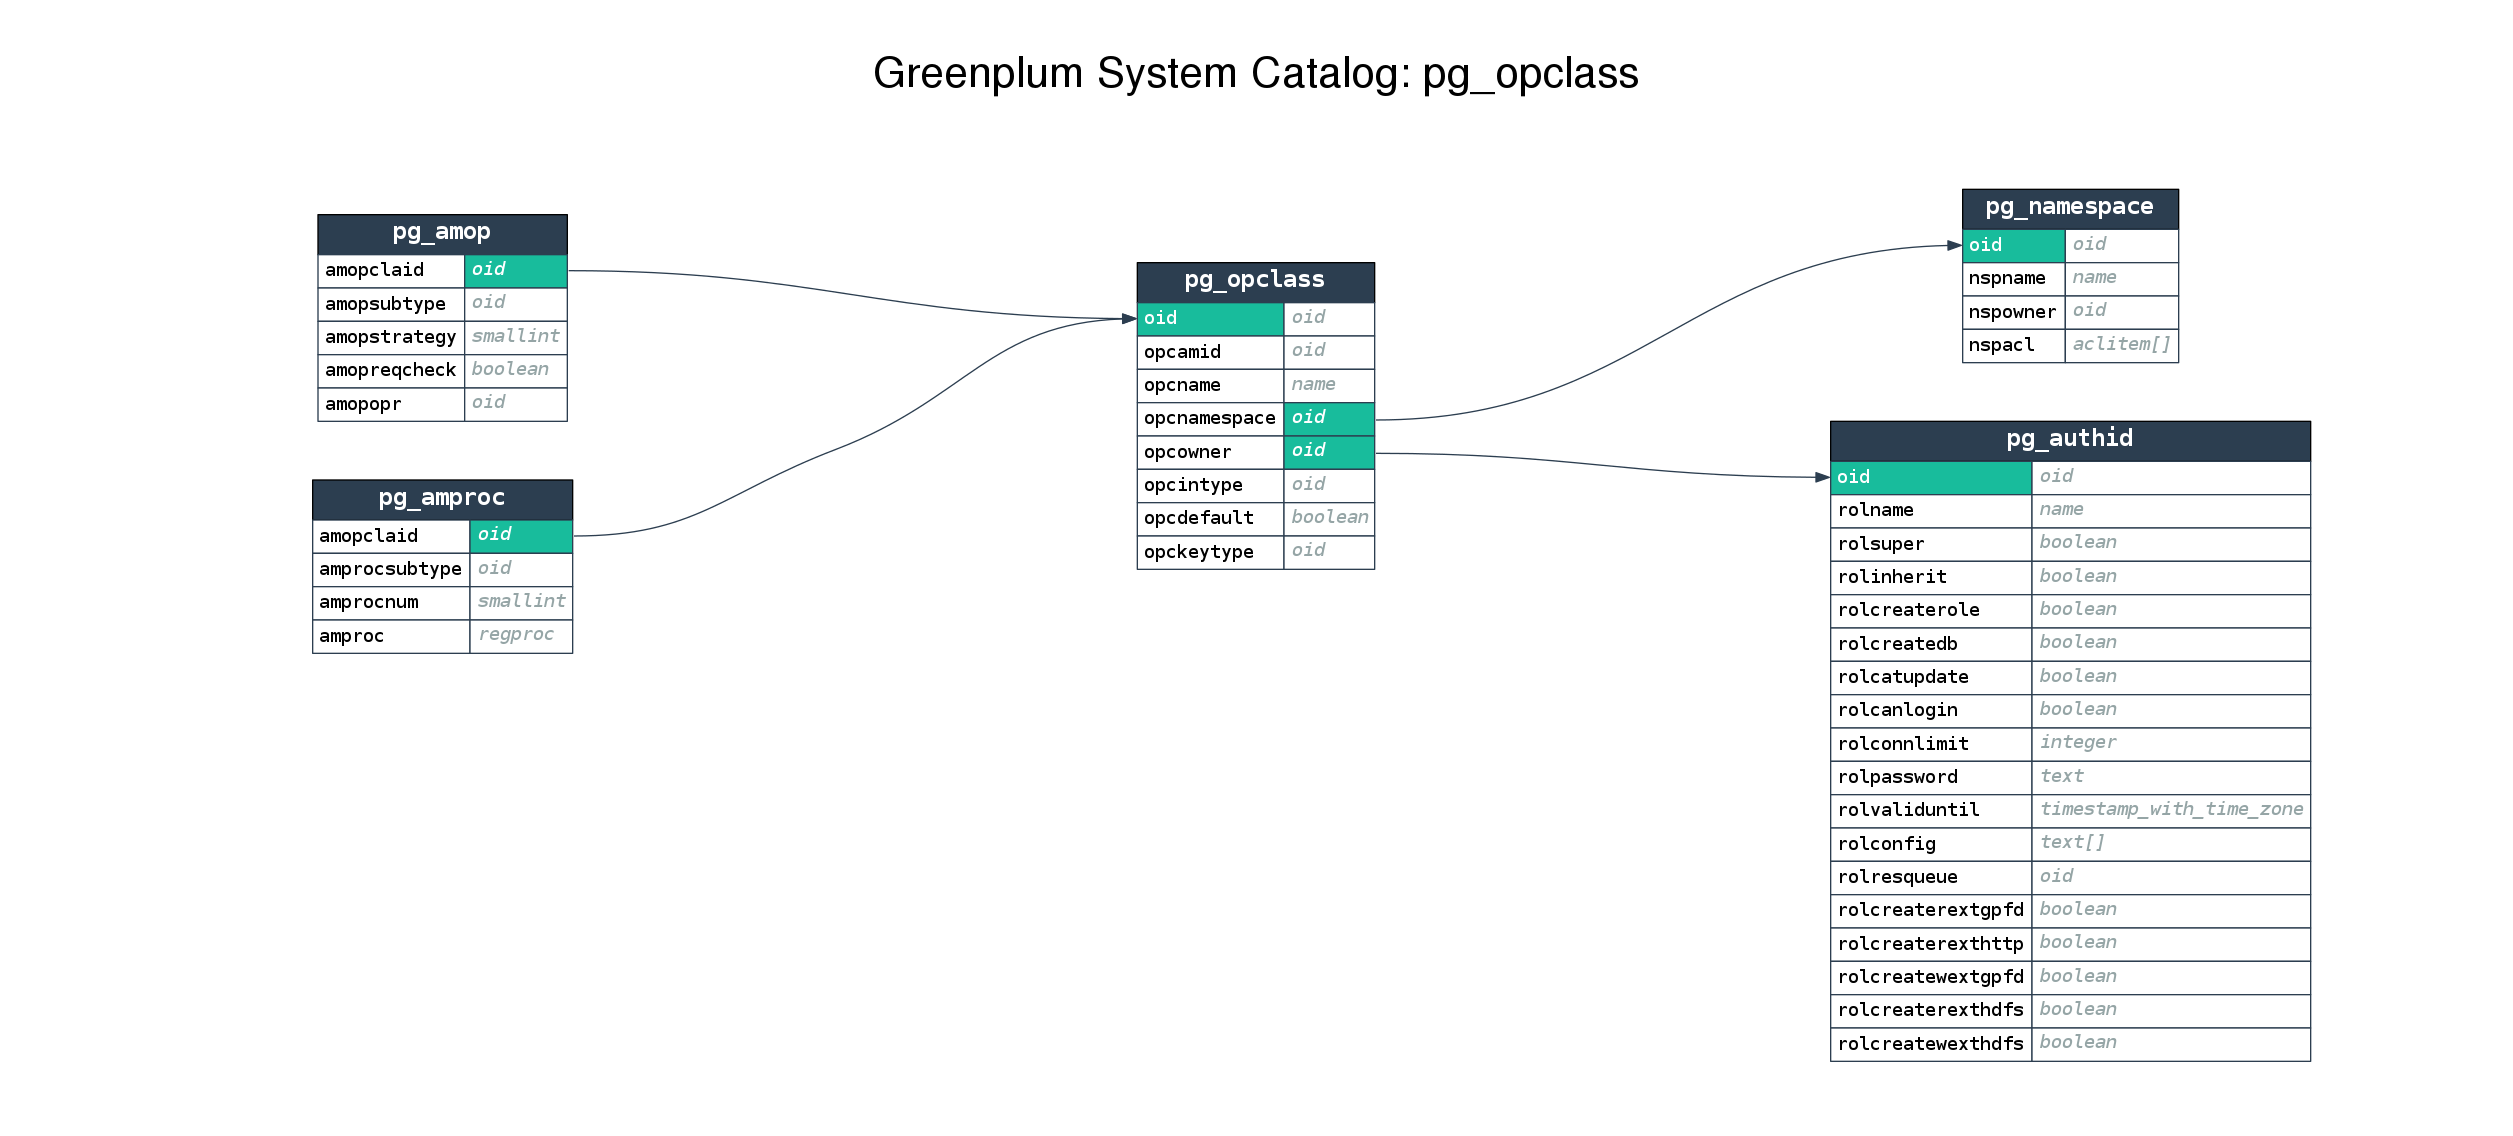 Greenplum System Catalog: pg_opclass
pg_amop
amopclaid oid
amopsubtype oid
amopstrategy smallint
amopreqcheck boolean
amopopr oid
pg_amproc
amopclaid oid
amprocsubtype oid
amprocnum smallint
amproc regproc
pg_opclass
oid oid
opcamid oid
opcname name
opcnamespace oid
opcowner oid
opcintype oid
opcdefault boolean
opckeytype oid
pg_namespace
oid oid
nspname name
nspowner oid
nspacl aclitem[]
pg_authid
oid oid
rolname name
rolsuper boolean
rolinherit boolean
rolcreaterole boolean
rolcreatedb boolean
rolcatupdate boolean
rolcanlogin boolean
rolconnlimit integer
rolpassword text
rolvaliduntil timestamp_with_time_zone
rolconfig text[]
rolresqueue oid
rolcreaterextgpfd boolean
rolcreaterexthttp boolean
rolcreatewextgpfd boolean
rolcreaterexthdfs boolean
rolcreatewexthdfs boolean